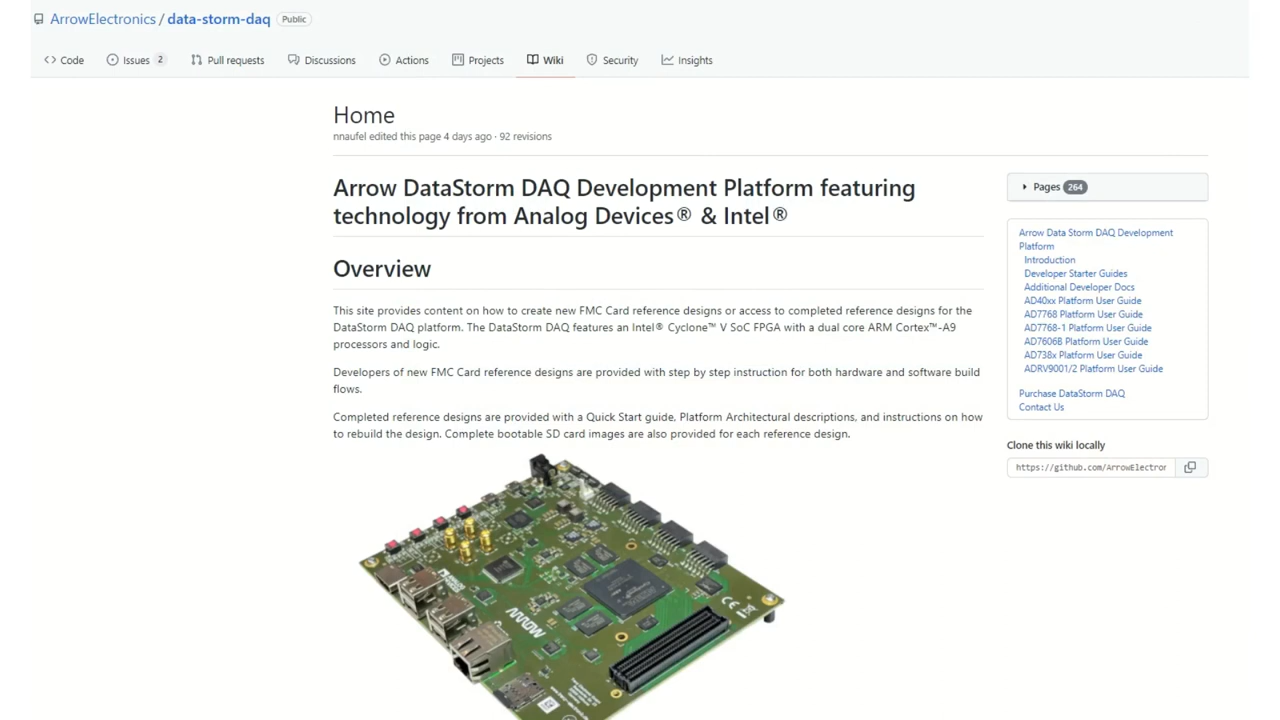 ArrowElectronics / data-storm-daq Public
Code Issues 2 Pull requests Discussions Actions Projects Wiki Security Insights
Home
nnaufel edited this page 4 days ago · 92 revisions
Arrow DataStorm DAQ Development Platform featuring
technology from Analog Devices® & Intel®
Overview
This site provides content on how to create new FMC Card reference designs or access to completed reference designs for the
DataStorm DAQ platform. The DataStorm DAQ features an Intel® Cyclone™ V SoC FPGA with a dual core ARM Cortex™-A9
processors and logic.
Developers of new FMC Card reference designs are provided with step by step instruction for both hardware and software build
flows.
Completed reference designs are provided with a Quick Start guide, Platform Architectural descriptions, and instructions on how
to rebuild the design. Complete bootable SD card images are also provided for each reference design.
ARROW
Pages 264
Arrow Data Storm DAQ Development
Platform
Introduction
Developer Starter Guides
Additional Developer Docs
AD40xx Platform User Guide
AD7768 Platform User Guide
AD7768-1 Platform User Guide
AD7606B Platform User Guide
AD738x Platform User Guide
ADRV9001/2 Platform User Guide
Purchase DataStorm DAQ
Contact Us
Clone this wiki locally
https://github.com/ArrowElectror